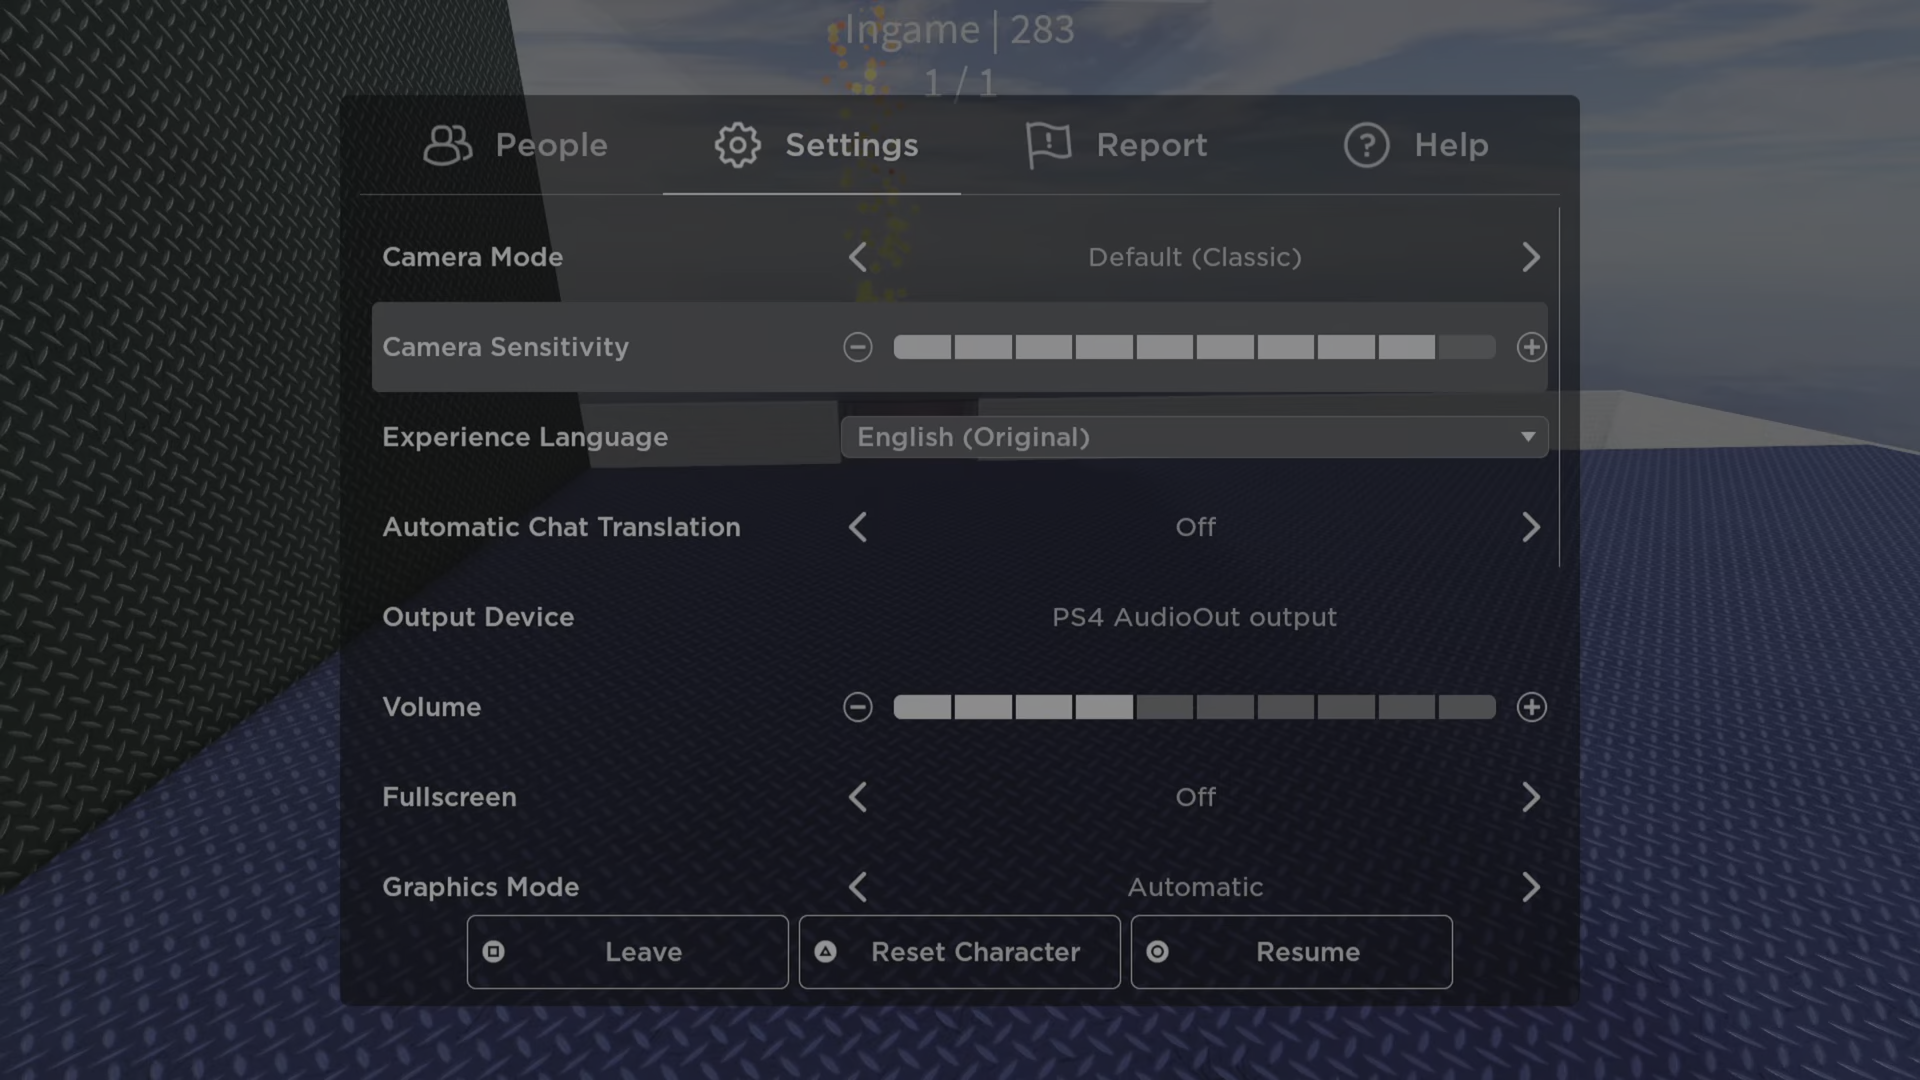 Ingame | 283
1 / 1
People
Settings
Report
Help
Camera Mode
Default (Classic)
Camera Sensitivity
Experience Language
English (Original)
Automatic Chat Translation
Off
Output Device
PS4 AudioOut output
Volume
Fullscreen
Off
Graphics Mode
Automatic
Leave
Reset Character
Resume